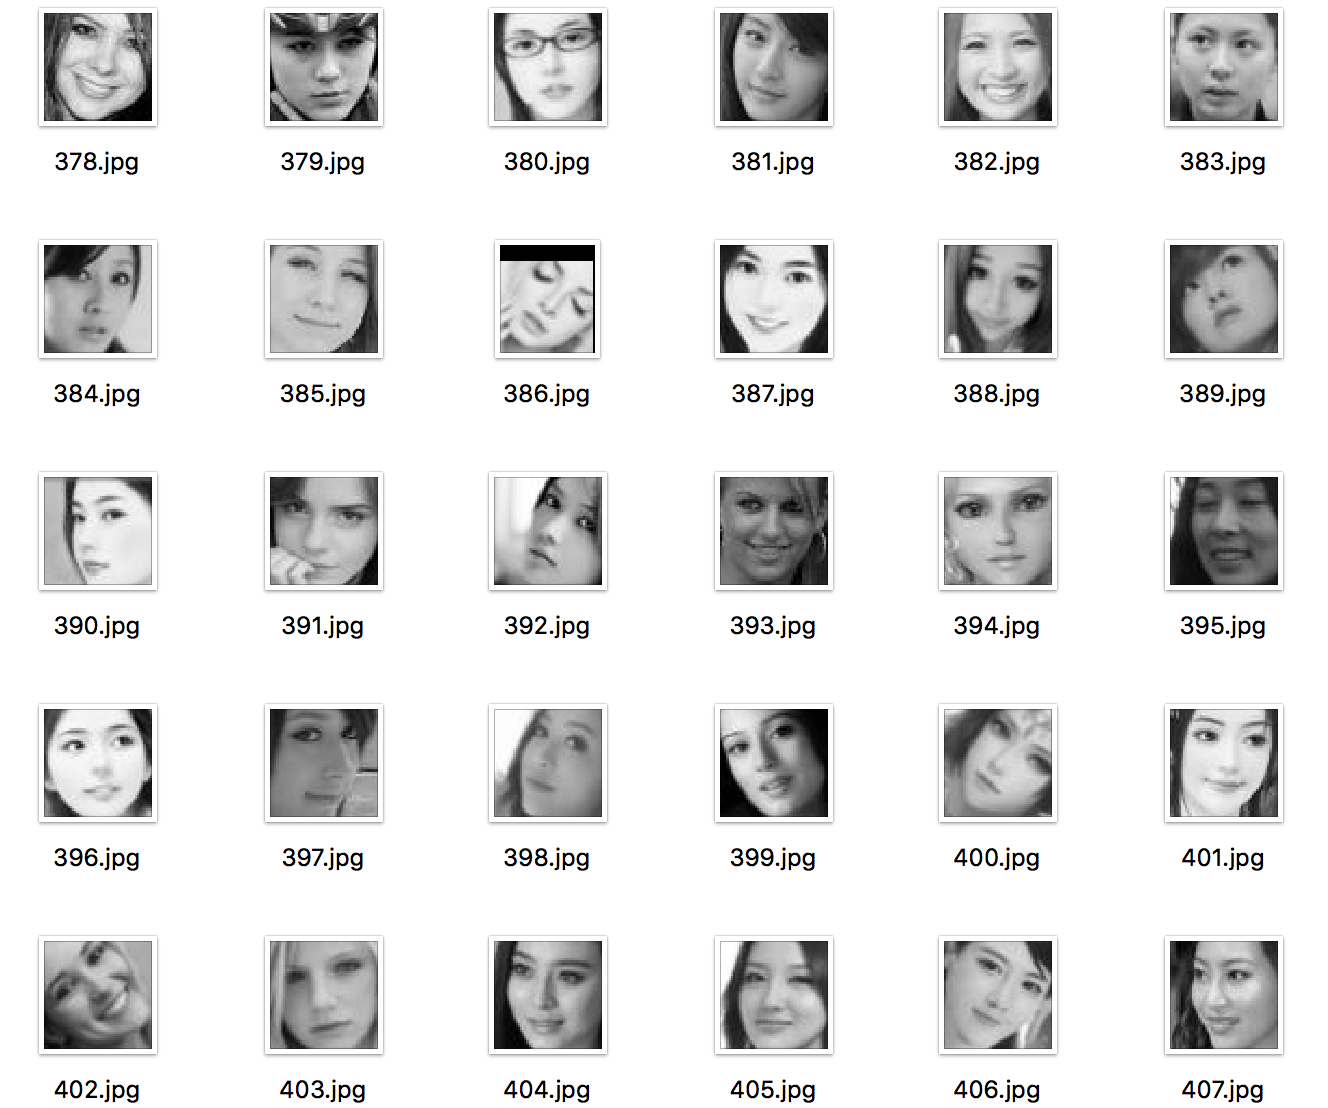 378.jpg 379.jpg 380.jpg 381.jpg 382.jpg 383.jpg
384.jpg 385.jpg 386.jpg 387.jpg 388.jpg 389.jpg
390.jpg 391.jpg 392.jpg 393.jpg 394.jpg 395.jpg
396.jpg 397.jpg 398.jpg 399.jpg 400.jpg 401.jpg
402.jpg 403.jpg 404.jpg 405.jpg 406.jpg 407.jpg